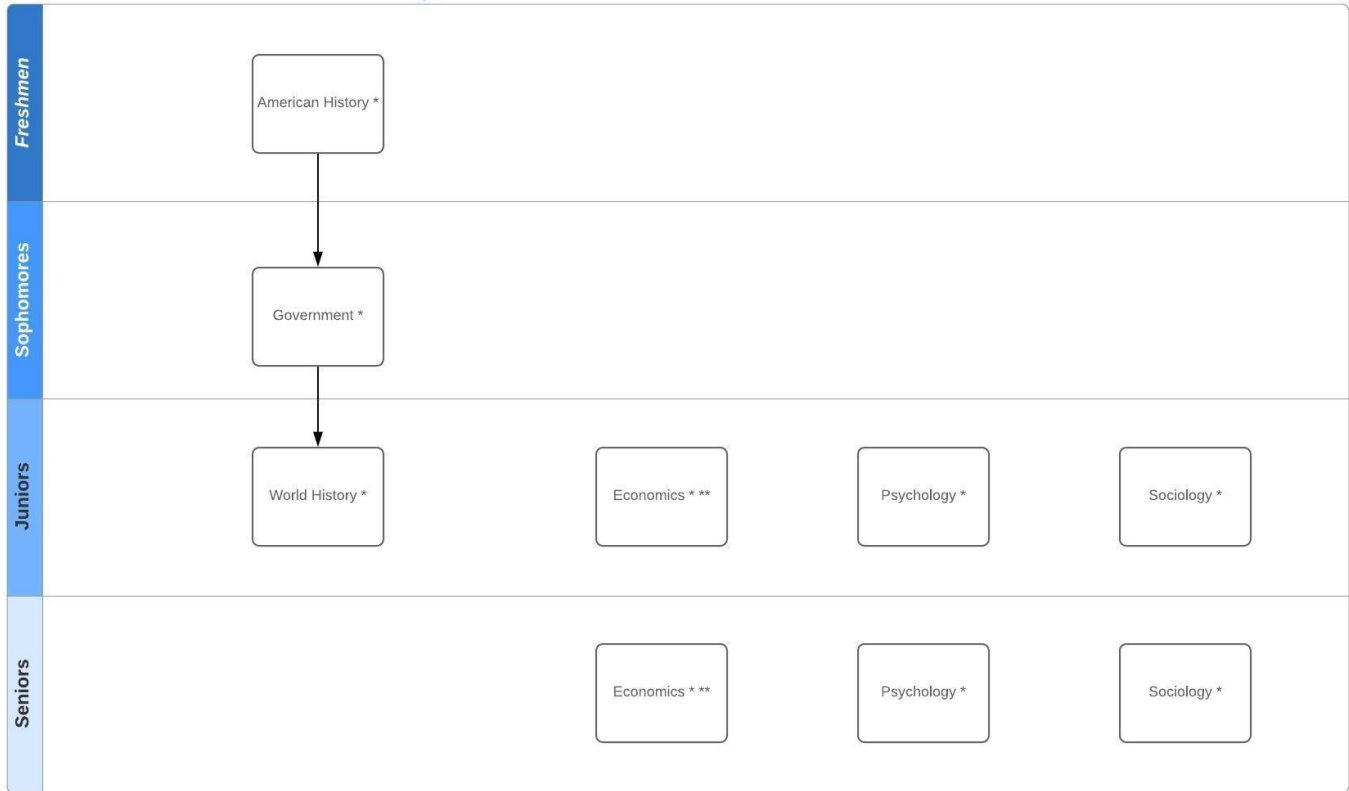 Freshmen
American History *
Sophomores
Government *
Juniors
World History *
Economics * **
Psychology *
Sociology *
Seniors
Economics * **
Psychology *
Sociology *